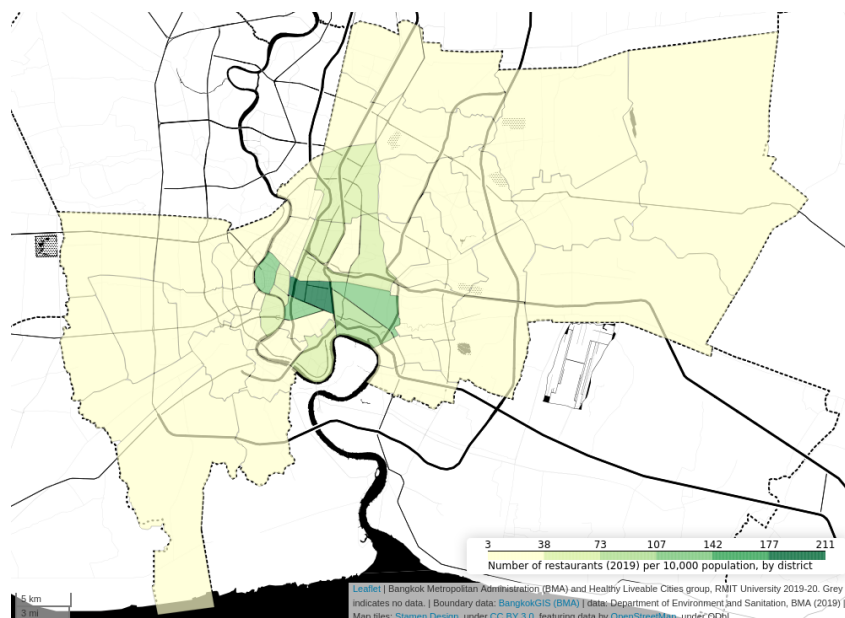 3 38 73 107 142 177 211
Number of restaurants (2019) per 10,000 population, by district
5 km
3 mi
Leaflet | Bangkok Metropolitan Administration (BMA) and Healthy Liveable Cities group, RMIT University 2019-20. Grey
indicates no data. | Boundary data: BangkokGIS (BMA) | data: Department of Environment and Sanitation, BMA (2019) |
Map tiles: Stamen Design, under CC BY 3.0, featuring data by OpenStreetMap, under ODbL